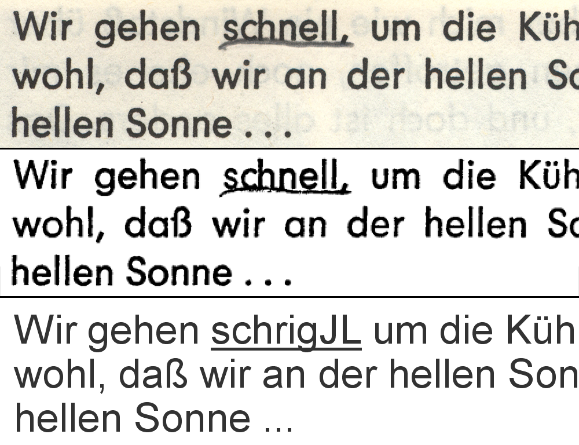 Wir gehen schnell, um die Küh
wohl, daß wir an der hellen So
hellen Sonne . . .
Wir gehen schnell, um die Küh
wohl, daß wir an der hellen So
hellen Sonne . . .
Wir gehen schrigJL um die Küh
wohl, daß wir an der hellen Son
hellen Sonne ...